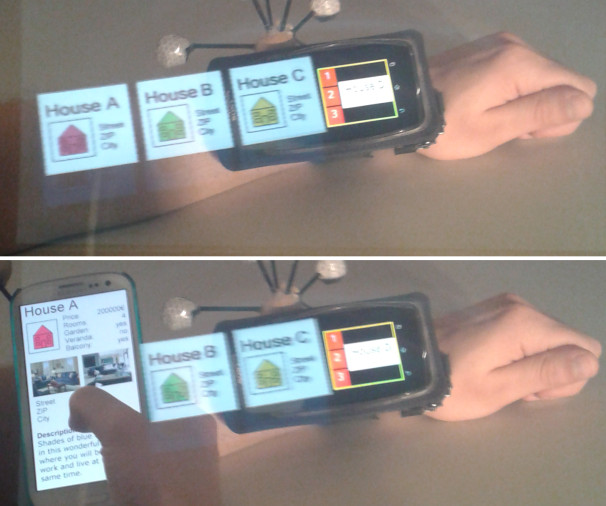 House A
Street
ZIP
City
House B
Street
ZIP
City
House C
Street
ZIP
City
1
2
3
House D
House A
Price 200000€
Rooms 4
Garden yes
Veranda no
Balcony yes
Street
ZIP
City
Description
Shades of blue
in this wonderful
where you will be
work and live at
same time.
House B
Street
ZIP
City
House C
Street
ZIP
City
1
2
3
House D